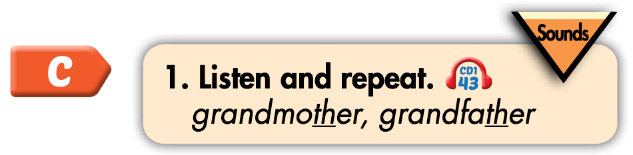 Sounds
C
1. Listen and repeat. CD1 43
grandmother, grandfather